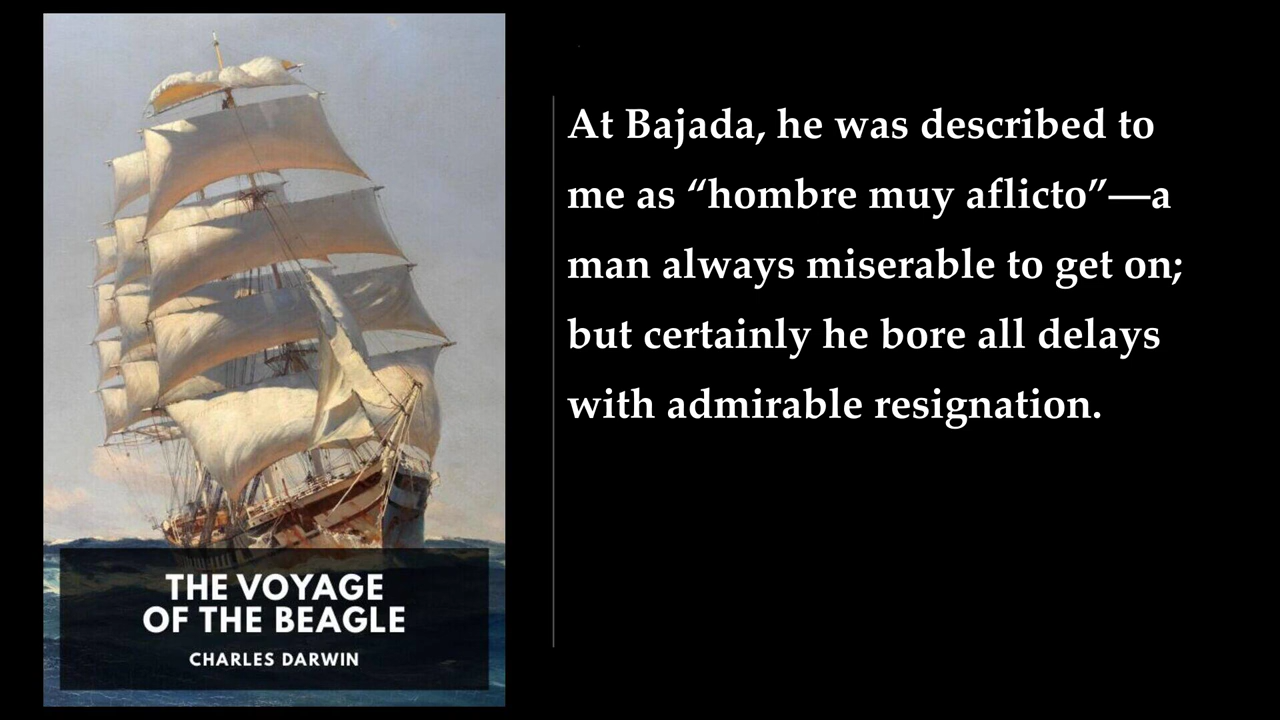 THE VOYAGE
OF THE BEAGLE
CHARLES DARWIN
At Bajada, he was described to
me as “hombre muy aflicto”—a
man always miserable to get on;
but certainly he bore all delays
with admirable resignation.